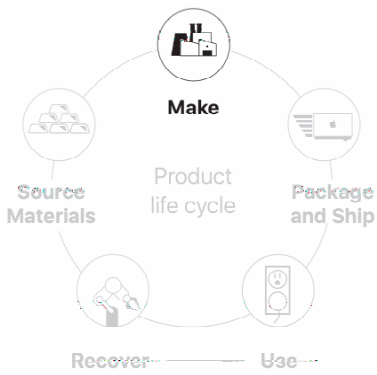 Make
Source
Materials
Product
life cycle
Package
and Ship
Recover
Use